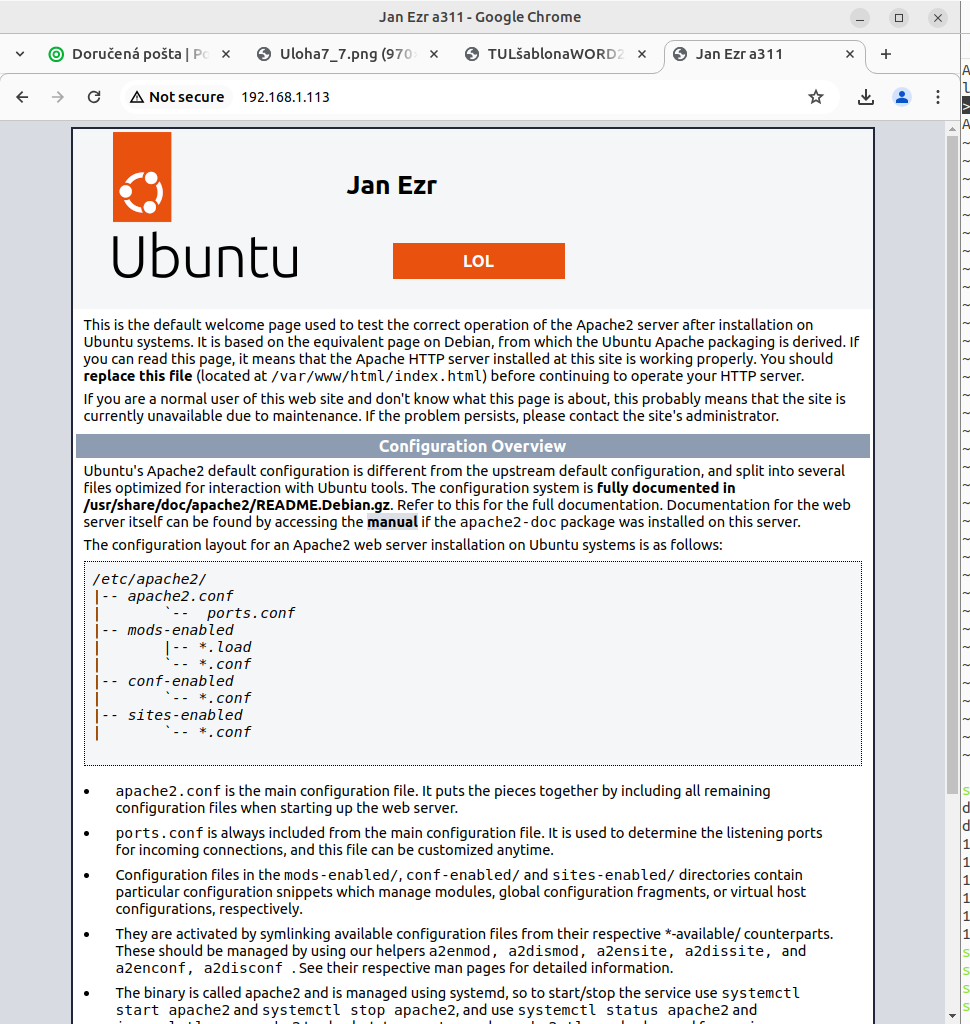 Jan Ezr a311 - Google Chrome
Doručená pošta | Po
Uloha7_7.png (970
TULšablonaWORD2
Jan Ezr a311
Not secure
192.168.1.113
Jan Ezr
Ubuntu
LOL
This is the default welcome page used to test the correct operation of the Apache2 server after installation on
Ubuntu systems. It is based on the equivalent page on Debian, from which the Ubuntu Apache packaging is derived. If
you can read this page, it means that the Apache HTTP server installed at this site is working properly. You should
replace this file (located at /var/www/html/index.html) before continuing to operate your HTTP server.
If you are a normal user of this web site and don't know what this page is about, this probably means that the site is
currently unavailable due to maintenance. If the problem persists, please contact the site's administrator.
Configuration Overview
Ubuntu's Apache2 default configuration is different from the upstream default configuration, and split into several
files optimized for interaction with Ubuntu tools. The configuration system is fully documented in
/usr/share/doc/apache2/README.Debian.gz. Refer to this for the full documentation. Documentation for the web
server itself can be found by accessing the manual if the apache2-doc package was installed on this server.
The configuration layout for an Apache2 web server installation on Ubuntu systems is as follows:
/etc/apache2/
|-- apache2.conf
|       `--  ports.conf
|-- mods-enabled
|       |-- *.load
|       `-- *.conf
|-- conf-enabled
|       `-- *.conf
|-- sites-enabled
|       `-- *.conf
• apache2.conf is the main configuration file. It puts the pieces together by including all remaining
configuration files when starting up the web server.
• ports.conf is always included from the main configuration file. It is used to determine the listening ports
for incoming connections, and this file can be customized anytime.
• Configuration files in the mods-enabled/, conf-enabled/ and sites-enabled/ directories contain
particular configuration snippets which manage modules, global configuration fragments, or virtual host
configurations, respectively.
• They are activated by symlinking available configuration files from their respective *-available/ counterparts.
These should be managed by using our helpers a2enmod, a2dismod, a2ensite, a2dissite, and
a2enconf, a2disconf . See their respective man pages for detailed information.
• The binary is called apache2 and is managed using systemd, so to start/stop the service use systemctl
start apache2 and systemctl stop apache2, and use systemctl status apache2 and